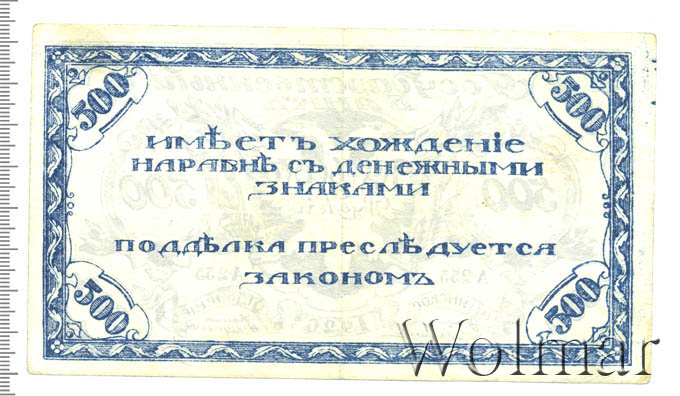 500 500
ИМѢЕТЪ ХОЖДЕНІЕ
НАРАВНѢ СЪ ДЕНЕЖНЫМИ
ЗНАКАМИ
ПОДДѢЛКА ПРЕСЛѢДУЕТСЯ
ЗАКОНОМЪ
500 500
Wolmar